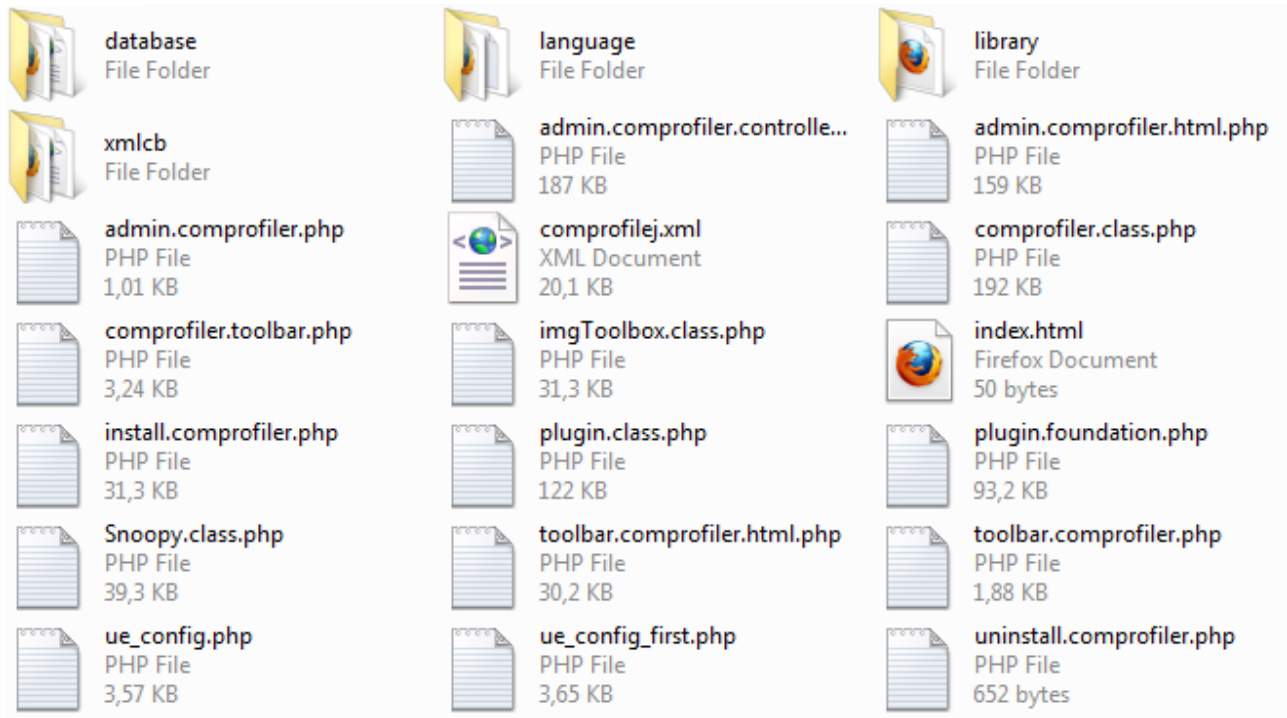 database
File Folder
language
File Folder
library
File Folder
xmlcb
File Folder
admin.comprofiler.controlle...
PHP File
187 KB
admin.comprofiler.html.php
PHP File
159 KB
admin.comprofiler.php
PHP File
1,01 KB
comprofilej.xml
XML Document
20,1 KB
comprofiler.class.php
PHP File
192 KB
comprofiler.toolbar.php
PHP File
3,24 KB
imgToolbox.class.php
PHP File
31,3 KB
index.html
Firefox Document
50 bytes
install.comprofiler.php
PHP File
31,3 KB
plugin.class.php
PHP File
122 KB
plugin.foundation.php
PHP File
93,2 KB
Snoopy.class.php
PHP File
39,3 KB
toolbar.comprofiler.html.php
PHP File
30,2 KB
toolbar.comprofiler.php
PHP File
1,88 KB
ue_config.php
PHP File
3,57 KB
ue_config_first.php
PHP File
3,65 KB
uninstall.comprofiler.php
PHP File
652 bytes